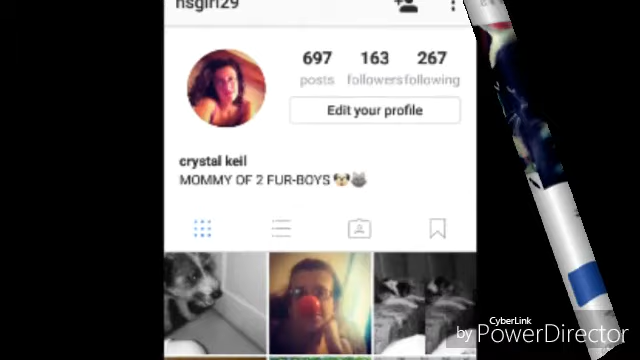 697 163 267
posts followers following
Edit your profile
crystal keil
MOMMY OF 2 FUR-BOYS
CyberLink
by PowerDirector